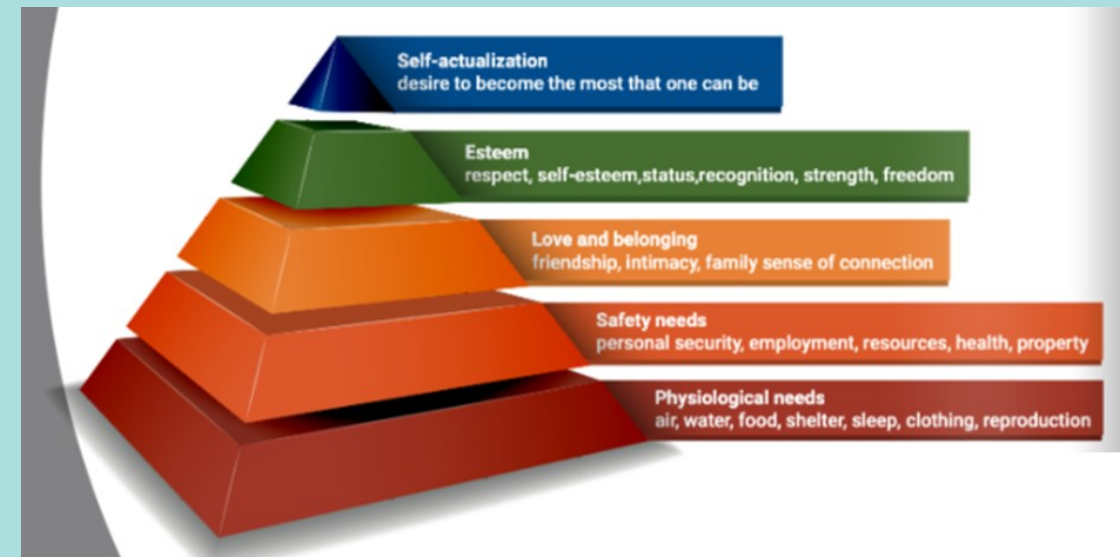 Self-actualization
desire to become the most that one can be
Esteem
respect, self-esteem,status,recognition, strength, freedom
Love and belonging
friendship, intimacy, family sense of connection
Safety needs
personal security, employment, resources, health, property
Physiological needs
air, water, food, shelter, sleep, clothing, reproduction